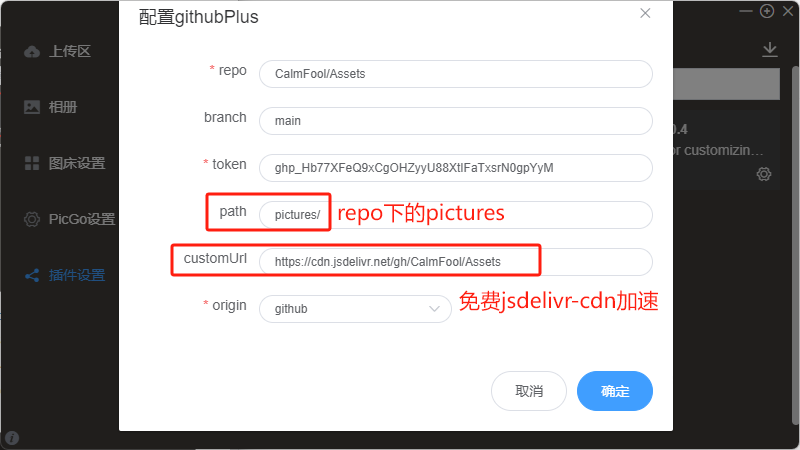 配置githubPlus
上传区
相册
图床设置
PicGo设置
插件设置
* repo
CalmFool/Assets
branch
main
* token
path
pictures/
repo下的pictures
customUrl
https://cdn.jsdelivr.net/gh/CalmFool/Assets
* origin
github
免费jsdelivr-cdn加速
取消
确定
0.4
or customizin...